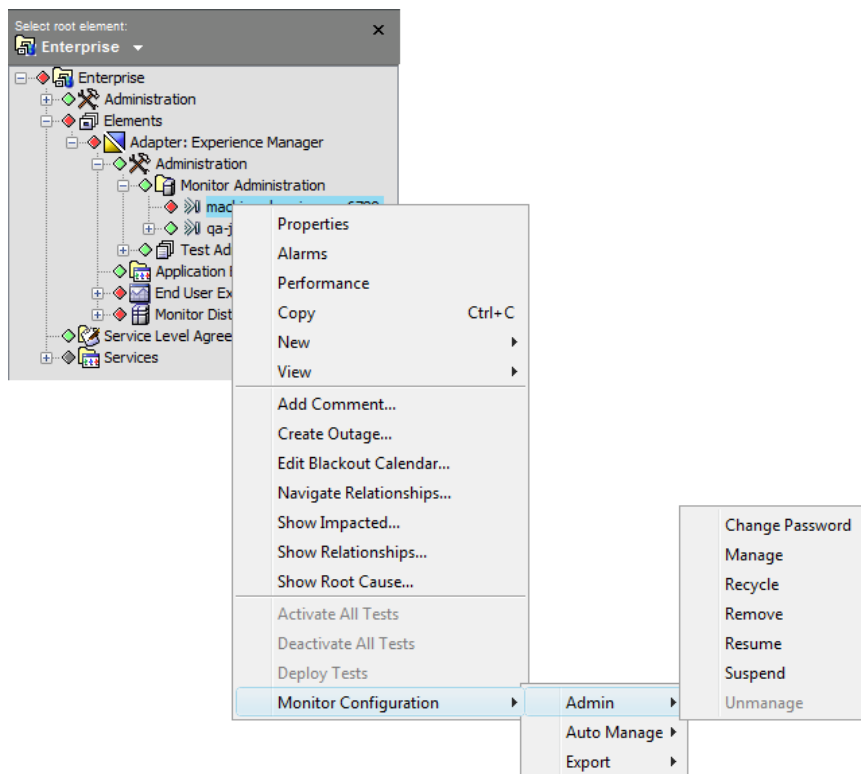 Select root element:
Enterprise
Enterprise
Administration
Elements
Adapter: Experience Manager
Administration
Monitor Administration
Test Ad
Application
End User Ex
Monitor Dist
Service Level Agree
Services
Properties
Alarms
Performance
Copy Ctrl+C
New
View
Add Comment...
Create Outage...
Edit Blackout Calendar...
Navigate Relationships...
Show Impacted...
Show Relationships...
Show Root Cause...
Activate All Tests
Deactivate All Tests
Deploy Tests
Monitor Configuration
Admin
Auto Manage
Export
Change Password
Manage
Recycle
Remove
Resume
Suspend
Unmanage